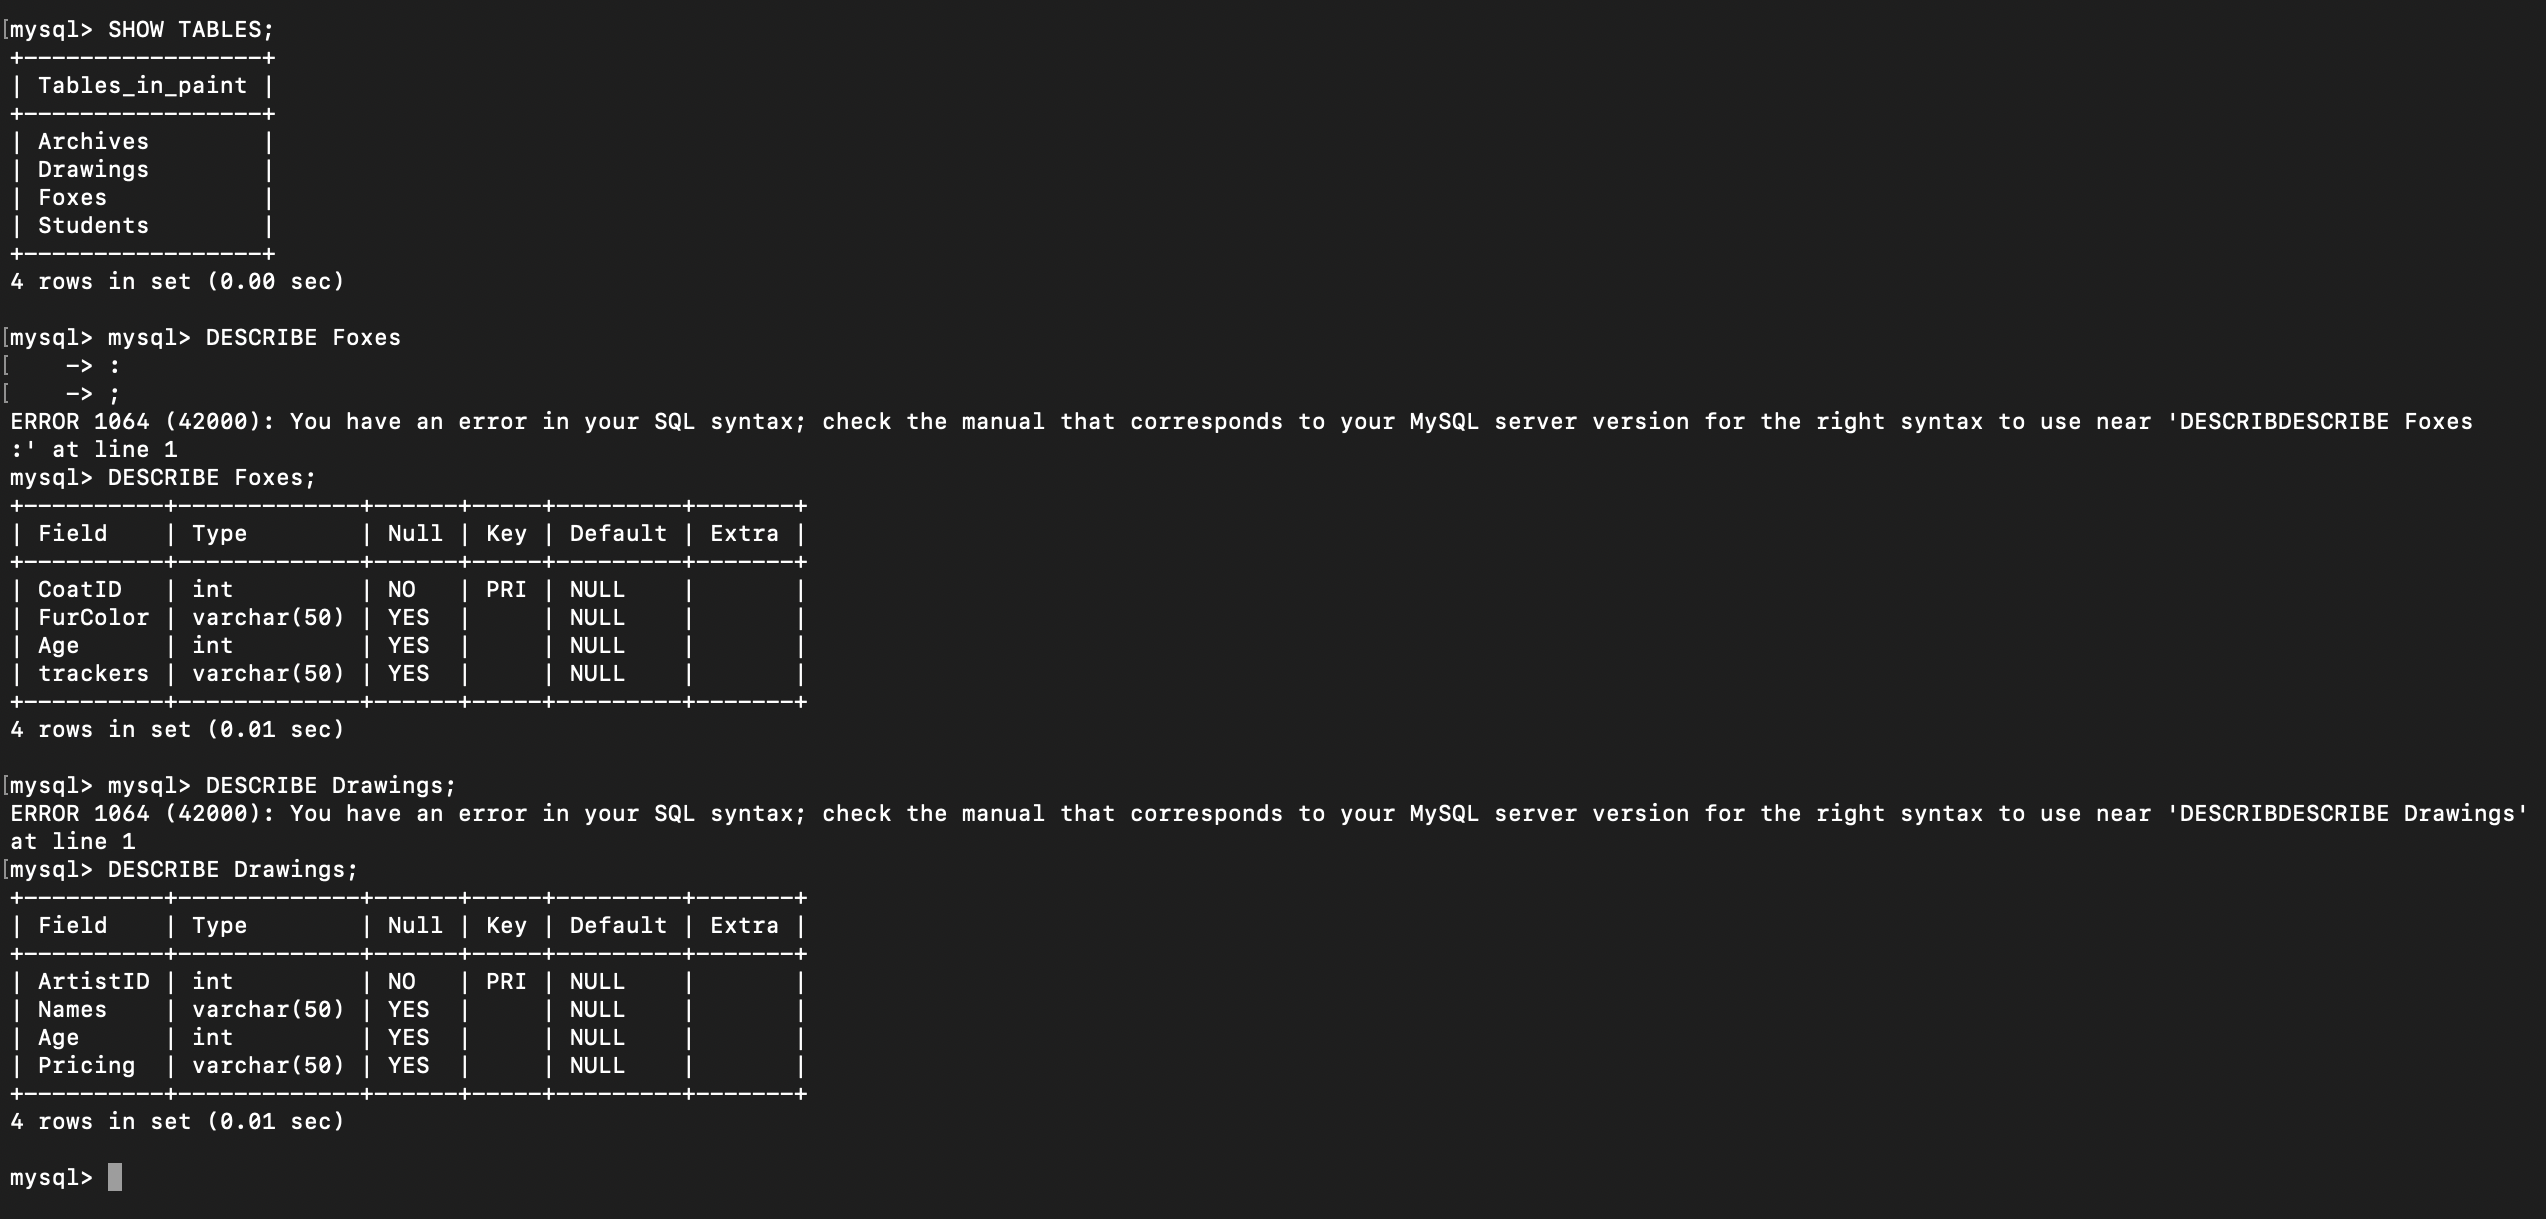 [mysql> SHOW TABLES;
+-----------------+
| Tables_in_paint |
+-----------------+
| Archives        |
| Drawings        |
| Foxes           |
| Students        |
+-----------------+
4 rows in set (0.00 sec)

[mysql> mysql> DESCRIBE Foxes
[    -> :
[    -> ;
ERROR 1064 (42000): You have an error in your SQL syntax; check the manual that corresponds to your MySQL server version for the right syntax to use near 'DESCRIBDESCRIBE Foxes
:' at line 1
mysql> DESCRIBE Foxes;
+----------+-------------+------+-----+---------+-------+
| Field    | Type        | Null | Key | Default | Extra |
+----------+-------------+------+-----+---------+-------+
| CoatID   | int         | NO   | PRI | NULL    |       |
| FurColor | varchar(50) | YES  |     | NULL    |       |
| Age      | int         | YES  |     | NULL    |       |
| trackers | varchar(50) | YES  |     | NULL    |       |
+----------+-------------+------+-----+---------+-------+
4 rows in set (0.01 sec)

[mysql> mysql> DESCRIBE Drawings;
ERROR 1064 (42000): You have an error in your SQL syntax; check the manual that corresponds to your MySQL server version for the right syntax to use near 'DESCRIBDESCRIBE Drawings'
at line 1
[mysql> DESCRIBE Drawings;
+----------+-------------+------+-----+---------+-------+
| Field    | Type        | Null | Key | Default | Extra |
+----------+-------------+------+-----+---------+-------+
| ArtistID | int         | NO   | PRI | NULL    |       |
| Names    | varchar(50) | YES  |     | NULL    |       |
| Age      | int         | YES  |     | NULL    |       |
| Pricing  | varchar(50) | YES  |     | NULL    |       |
+----------+-------------+------+-----+---------+-------+
4 rows in set (0.01 sec)

mysql>